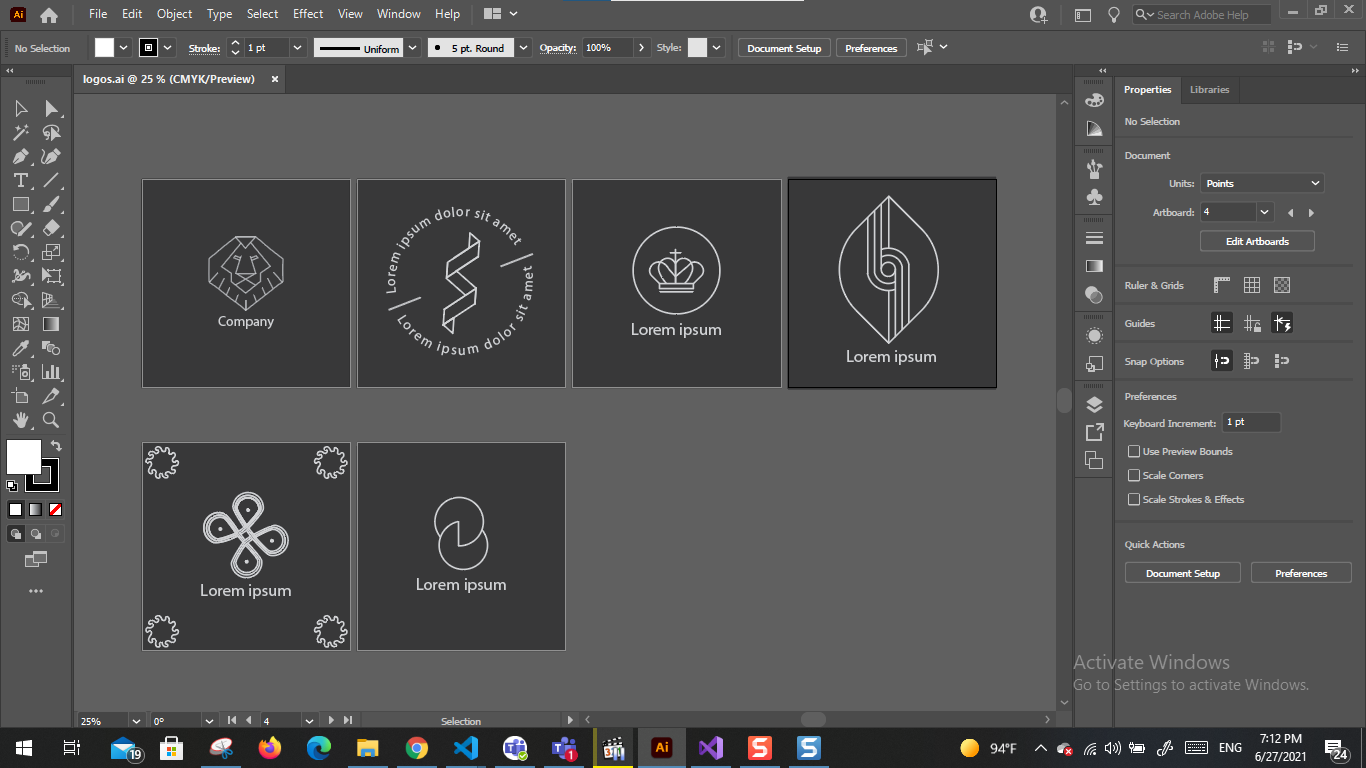 Ai File Edit Object Type Select Effect View Window Help Search Adobe Help
No Selection Stroke: 1 pt Uniform 5 pt. Round Opacity: 100% Style: Document Setup Preferences
logos.ai @ 25 % (CMYK/Preview)
Properties Libraries
No Selection
Document
Units: Points
Artboard: 4
Edit Artboards
Ruler & Grids
Guides
Snap Options
Preferences
Keyboard Increment: 1 pt
Use Preview Bounds
Scale Corners
Scale Strokes & Effects
Quick Actions
Document Setup Preferences
Company
Lorem ipsum dolor sit amet
Lorem ipsum dolor sit amet
Lorem ipsum
Lorem ipsum
Lorem ipsum
Lorem ipsum
Activate Windows
Go to Settings to activate Windows.
25% 0° 4 Selection
19 1 Ai S S 94°F ENG 7:12 PM
6/27/2021 24